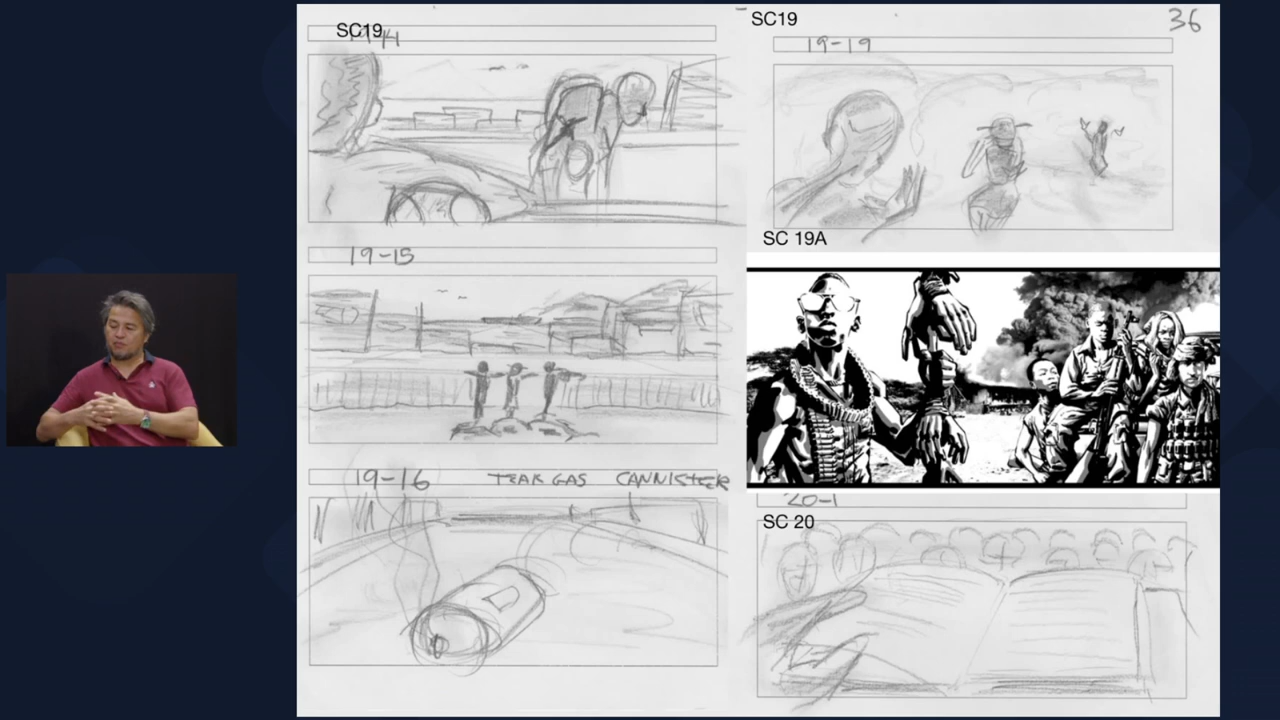 SC19
19-15
19-16 TEAR GAS CANNISTER
SC19
36
19-19
SC 19A
20-1
SC 20